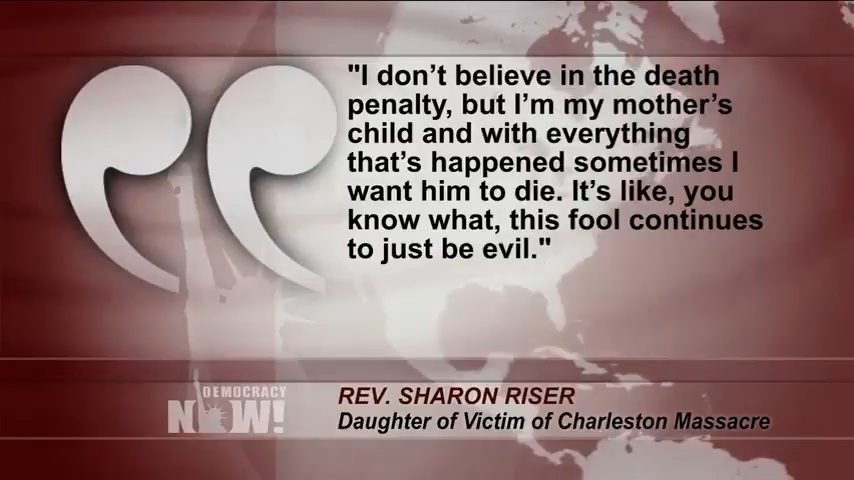 "I don’t believe in the death
penalty, but I’m my mother’s
child and with everything
that’s happened sometimes I
want him to die. It’s like, you
know what, this fool continues
to just be evil."
DEMOCRACY
NOW!
REV. SHARON RISER
Daughter of Victim of Charleston Massacre